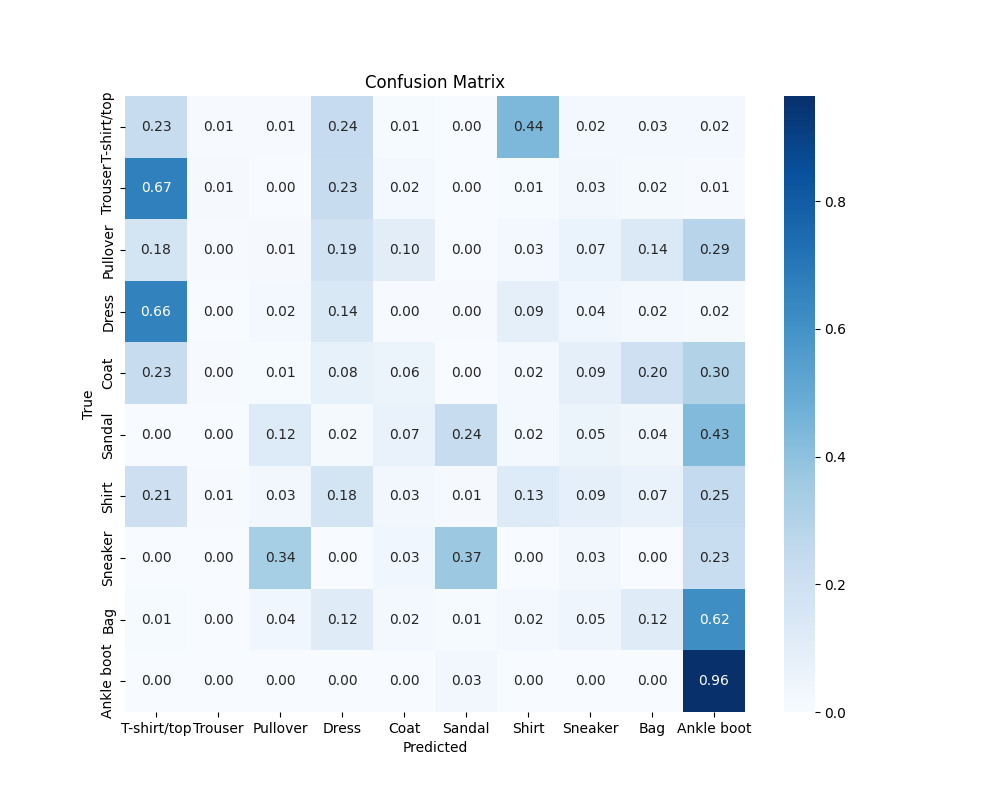 Confusion Matrix
True
T-shirt/top 0.23 0.01 0.01 0.24 0.01 0.00 0.44 0.02 0.03 0.02
Trouser 0.67 0.01 0.00 0.23 0.02 0.00 0.01 0.03 0.02 0.01
Pullover 0.18 0.00 0.01 0.19 0.10 0.00 0.03 0.07 0.14 0.29
Dress 0.66 0.00 0.02 0.14 0.00 0.00 0.09 0.04 0.02 0.02
Coat 0.23 0.00 0.01 0.08 0.06 0.00 0.02 0.09 0.20 0.30
Sandal 0.00 0.00 0.12 0.02 0.07 0.24 0.02 0.05 0.04 0.43
Shirt 0.21 0.01 0.03 0.18 0.03 0.01 0.13 0.09 0.07 0.25
Sneaker 0.00 0.00 0.34 0.00 0.03 0.37 0.00 0.03 0.00 0.23
Bag 0.01 0.00 0.04 0.12 0.02 0.01 0.02 0.05 0.12 0.62
Ankle boot 0.00 0.00 0.00 0.00 0.00 0.03 0.00 0.00 0.00 0.96
T-shirt/top Trouser Pullover Dress Coat Sandal Shirt Sneaker Bag Ankle boot
Predicted
0.8
0.6
0.4
0.2
0.0